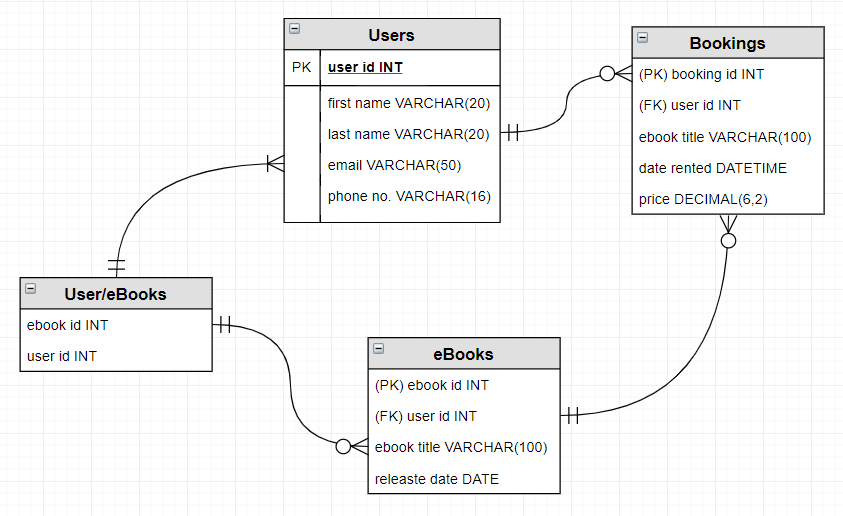 Users
PK user id INT
first name VARCHAR(20)
last name VARCHAR(20)
email VARCHAR(50)
phone no. VARCHAR(16)
Bookings
(PK) booking id INT
(FK) user id INT
ebook title VARCHAR(100)
date rented DATETIME
price DECIMAL(6,2)
User/eBooks
ebook id INT
user id INT
eBooks
(PK) ebook id INT
(FK) user id INT
ebook title VARCHAR(100)
releaste date DATE